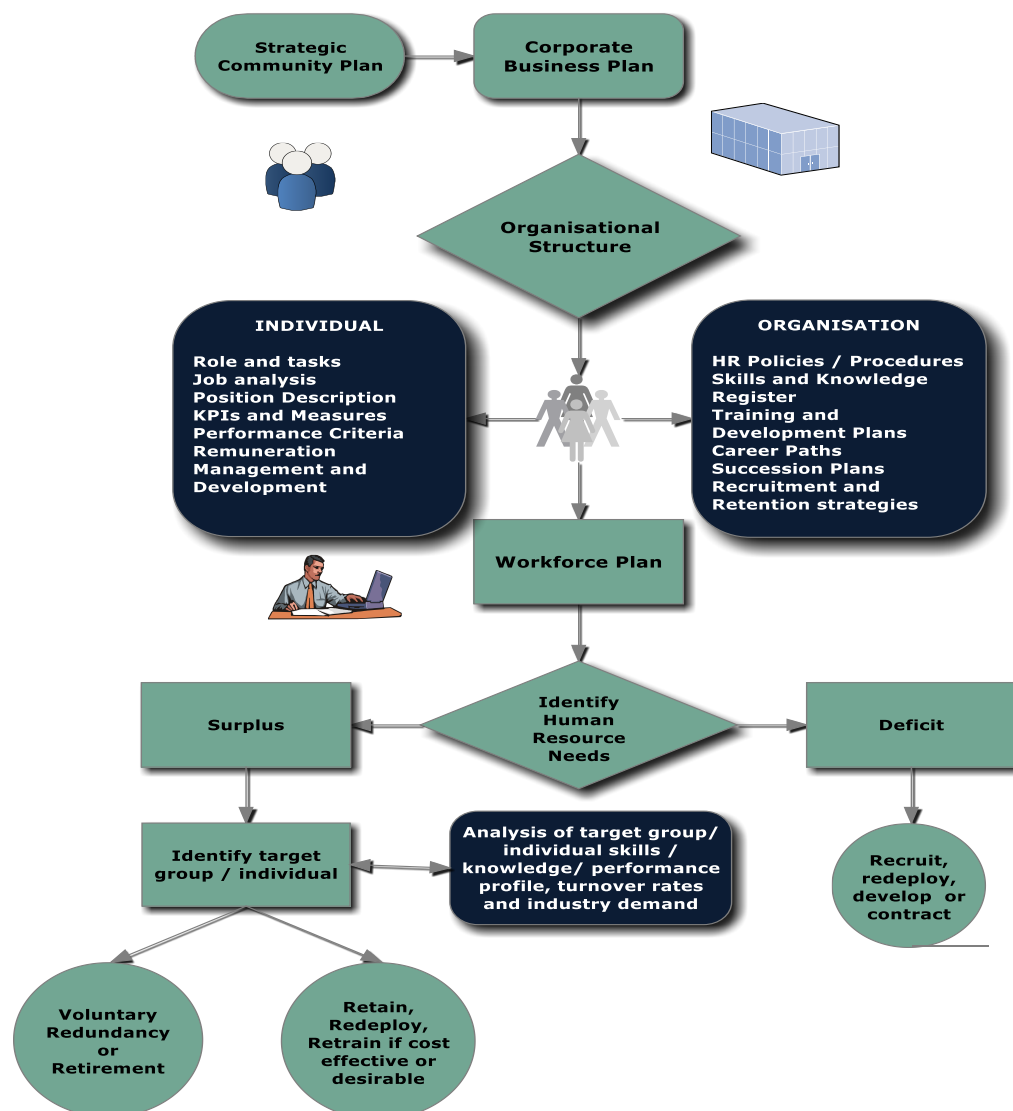 Strategic
Community Plan
Corporate
Business Plan
Organisational
Structure
INDIVIDUAL
Role and tasks
Job analysis
Position Description
KPIs and Measures
Performance Criteria
Remuneration
Management and
Development
ORGANISATION
HR Policies / Procedures
Skills and Knowledge
Register
Training and
Development Plans
Career Paths
Succession Plans
Recruitment and
Retention strategies
Workforce Plan
Identify
Human
Resource
Needs
Surplus
Deficit
Identify target
group / individual
Analysis of target group/
individual skills /
knowledge/ performance
profile, turnover rates
and industry demand
Recruit,
redeploy,
develop or
contract
Voluntary
Redundancy
or
Retirement
Retain,
Redeploy,
Retrain if cost
effective or
desirable